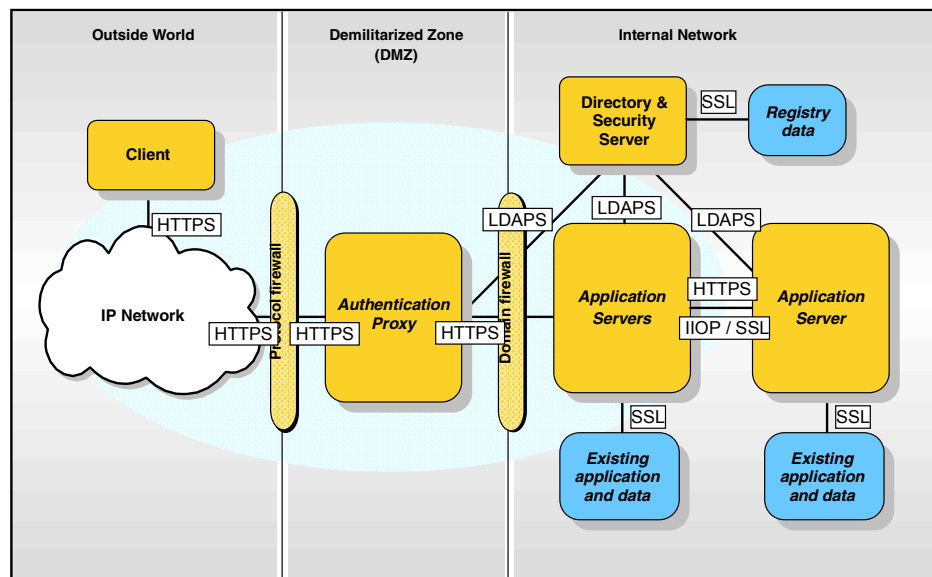 Outside World
Demilitarized Zone
(DMZ)
Internal Network
Directory &
Security
Server
SSL
Registry
data
Client
HTTPS
LDAPS
LDAPS
LDAPS
IP Network
HTTPS
Protocol firewall
HTTPS
Authentication
Proxy
HTTPS
Domain firewall
Application
Servers
HTTPS
IIOP / SSL
Application
Server
SSL
SSL
Existing
application
and data
Existing
application
and data